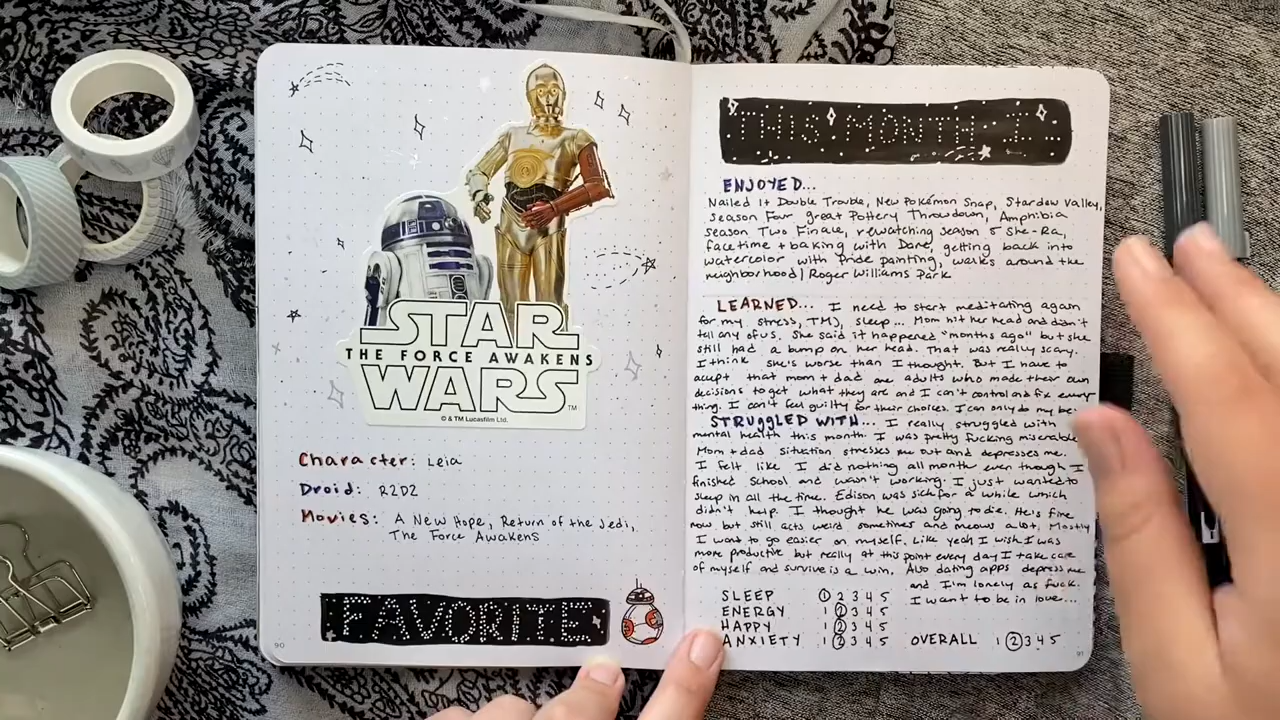 STAR
THE FORCE AWAKENS
WARS
TM
© & TM Lucasfilm Ltd.
Character: Leia
Droid: R2D2
Movies: A New Hope, Return of the Jedi,
The Force Awakens
FAVORITE
90
THIS MONTH I...
ENJOYED...
Nailed It Double Trouble, New Pokémon Snap, Stardew Valley,
Season Four Great Pottery Throwdown, Amphibia
Season Two Finale, rewatching season 5 She-Ra,
facetime + baking with Dare, getting back into
watercolor with Pride painting, walks around the
neighborhood/Roger Williams Park
LEARNED... I need to start meditating again
for my stress, TMJ, sleep... Mom hit her head and didn't
tell any of us. She said it happened "months ago" but she
still had a bump on her head. That was really scary.
I think she's worse than I thought. But I have to
accept that mom + dad are adults who made their own
decisions to get what they are and I can't control and fix every
thing. I can't feel guilty for their choices. I can only do my
STRUGGLED WITH... I really struggled with
mental health this month. I was pretty fucking miserable
Mom + dad situation stresses me out and depresses me.
I felt like I did nothing all month even though I
finished school and wasn't working. I just wanted to
sleep in all the time. Edison was sick for a while which
didn't help. I thought he was going to die. He's fine
now but still acts weird sometimes and meows a lot. Mostly
I want to go easier on myself. Like yeah I wish I was
more productive but really at this point every day I take care
of myself and survive is a win. Also dating apps depress me
and I'm lonely as fuck.
I want to be in love...
SLEEP 1 2 3 4 5
ENERGY 1 2 3 4 5
HAPPY 1 2 3 4 5
ANXIETY 1 2 3 4 5 OVERALL 1 2 3 4 5
91